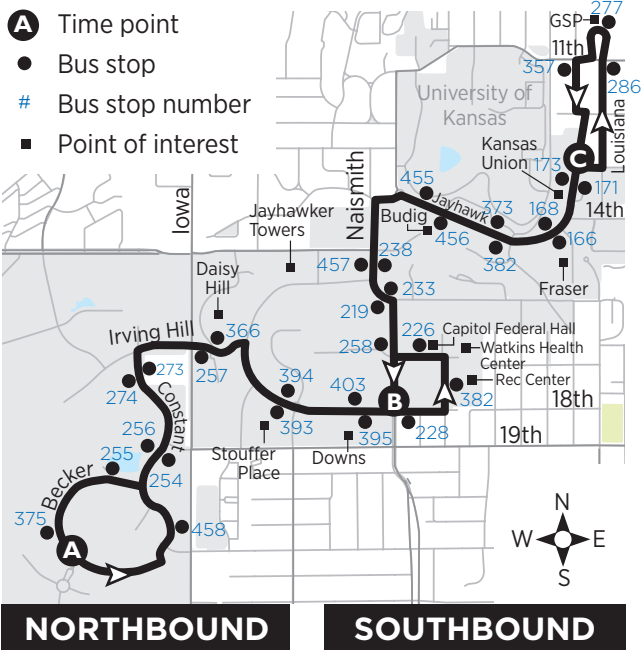 A Time point
Bus stop
# Bus stop number
Point of interest
277
GSP
11th
357
286
University of
Kansas
Louisiana
Kansas
Union
C
173
171
14th
455
Jayhawk
373
168
166
Budig
456
382
Fraser
Naismith
Iowa
Jayhawker
Towers
457
238
233
219
Daisy
Hill
Irving Hill
366
258
226
Capitol Federal Hall
Watkins Health
Center
Rec Center
257
273
274
Constant
394
403
B
382
18th
393
395
228
19th
Stouffer
Place
Downs
256
255
254
Becker
375
458
A
N
W
E
S
NORTHBOUND
SOUTHBOUND